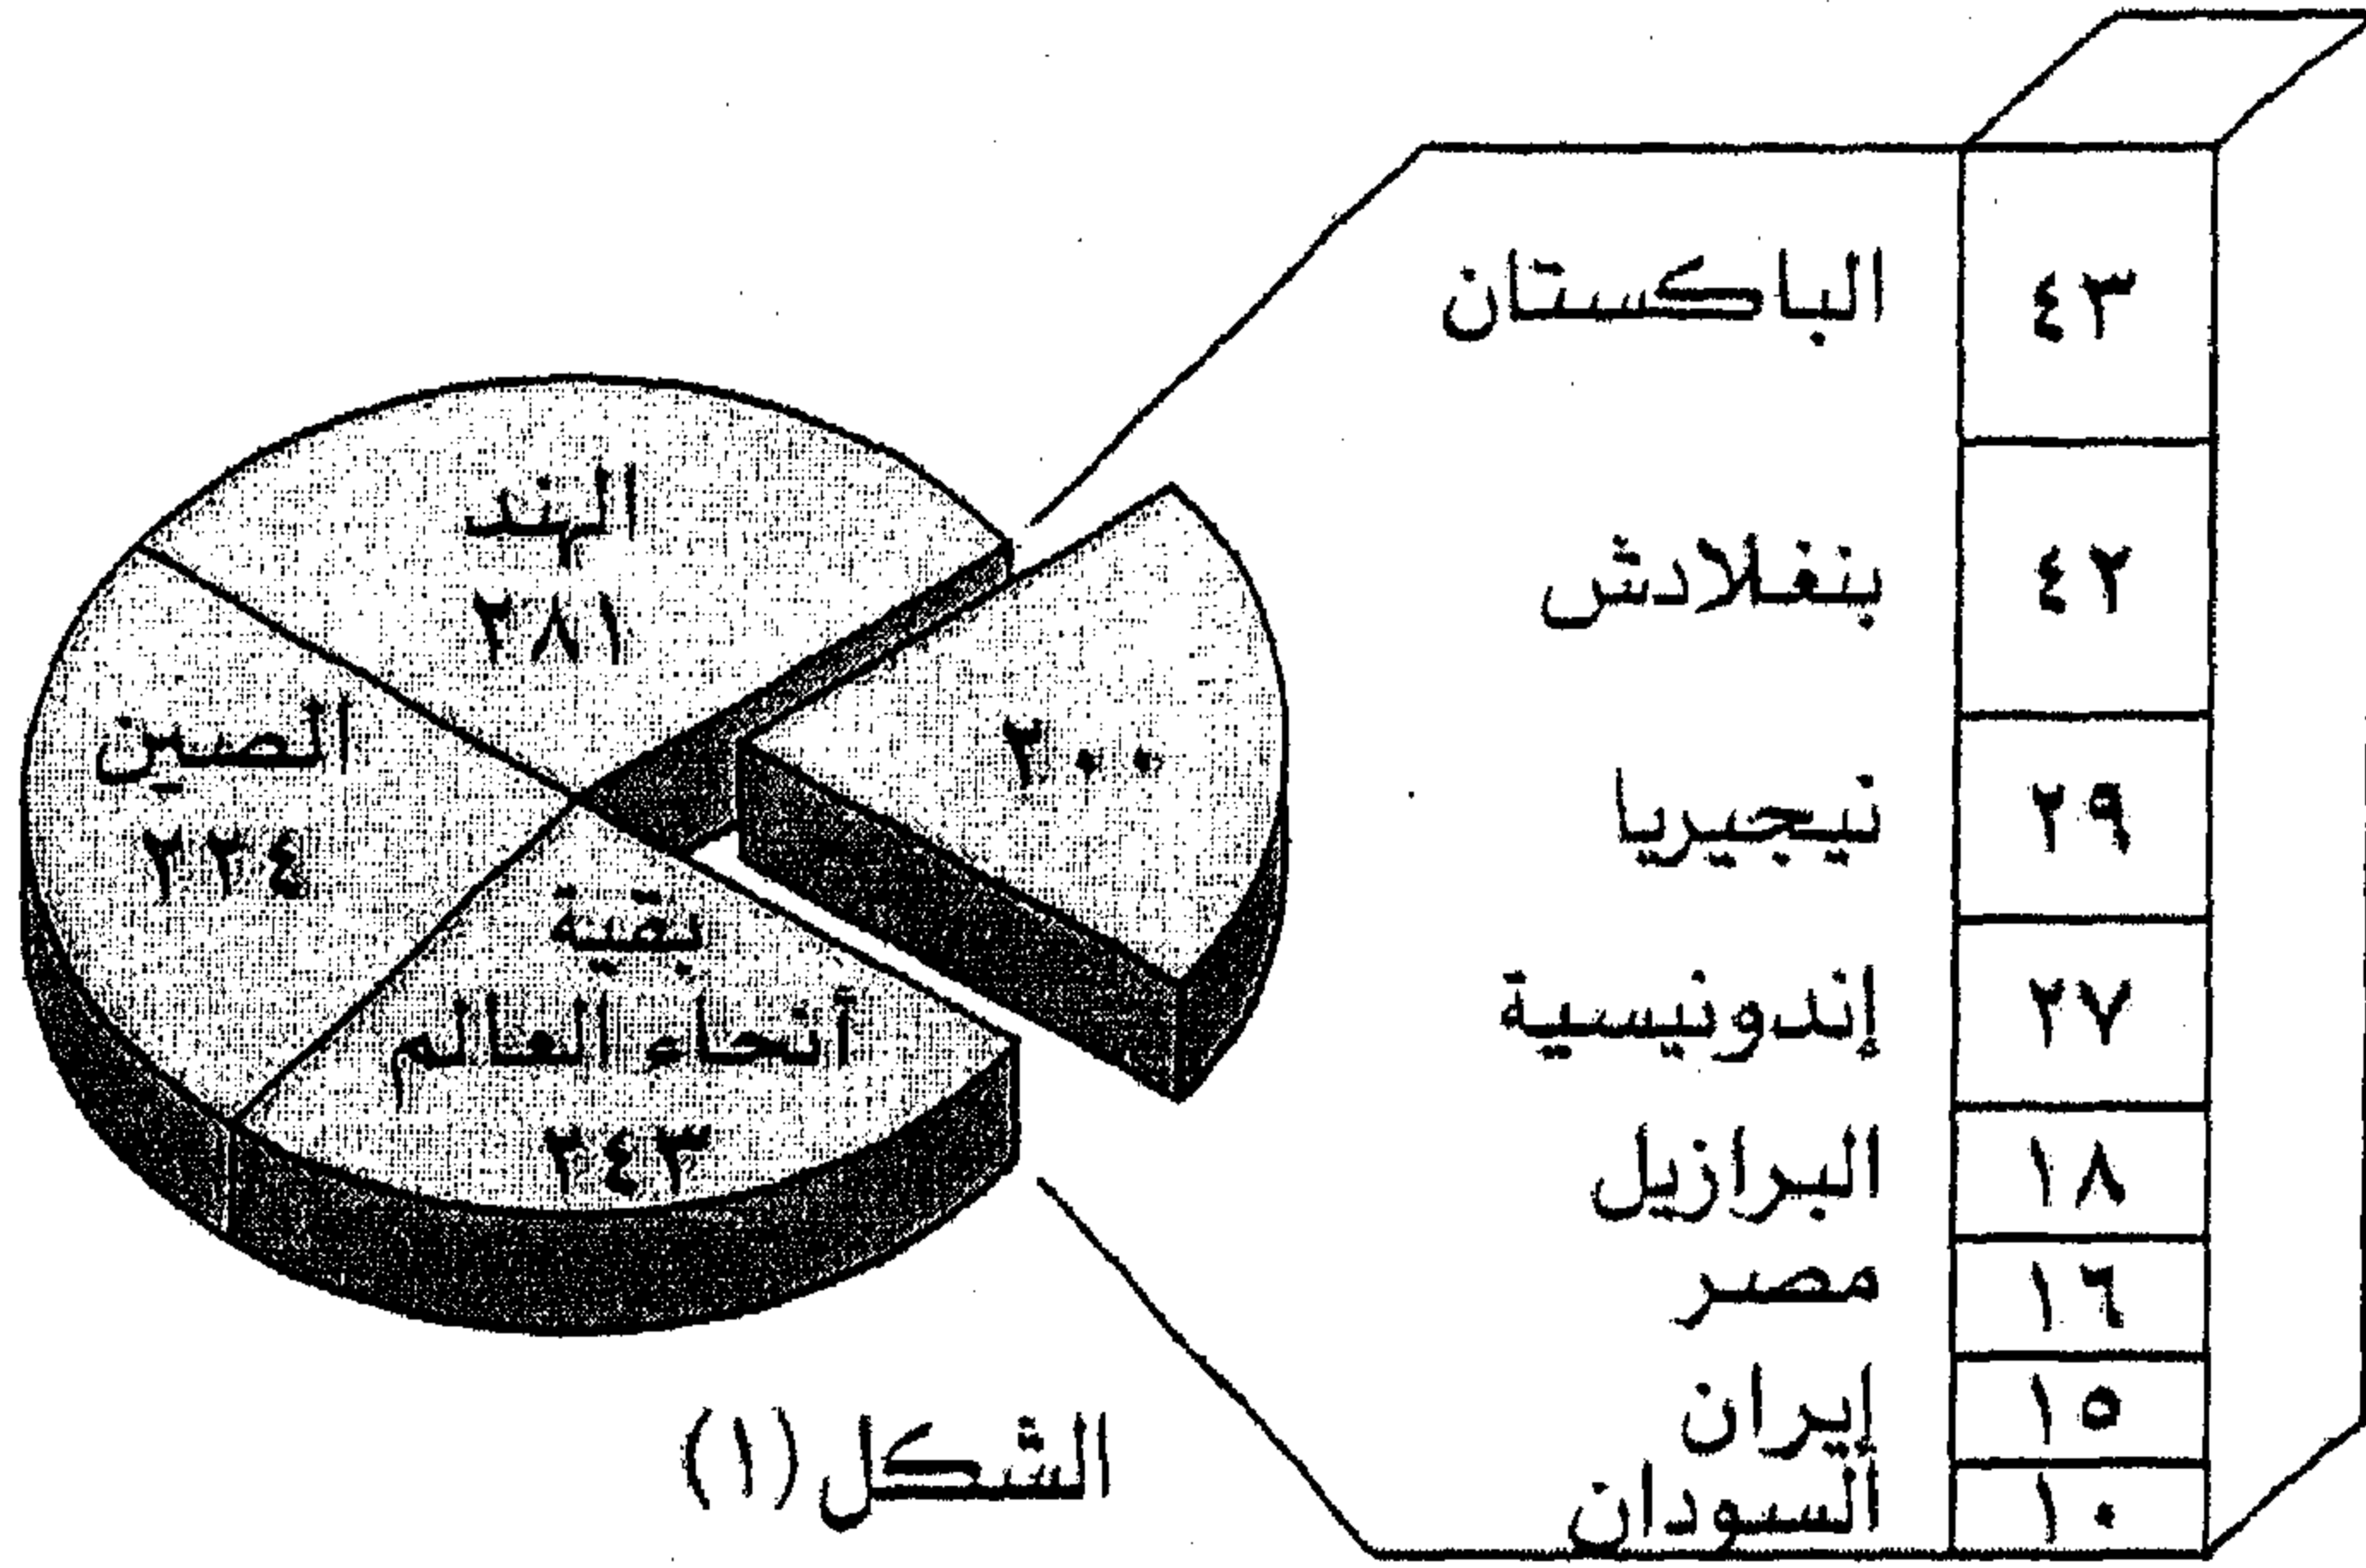 الهند
٢٨١
الصين
٢٢٤
بقية
أنحاء العالم
٢٤٣
٢٠٠
الباكستان ٤٣
بنغلادش ٤٢
نيجيريا ٢٩
إندونيسية ٢٧
البرازيل ١٨
مصر ١٦
إيران ١٥
السودان ١٠
الشكل (١)